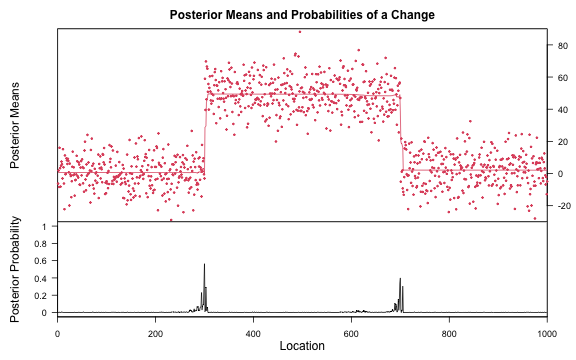 Posterior Means and Probabilities of a Change
Posterior Means
80
60
40
20
0
-20
Posterior Probability
1
0.8
0.6
0.4
0.2
0
0 200 400 600 800 1000
Location